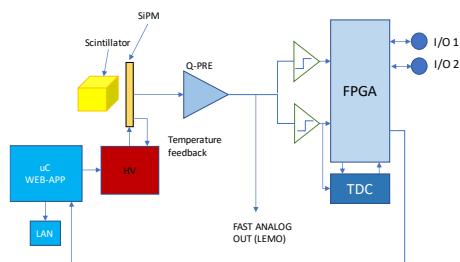 SiPM
Scintillator
Q-PRE
FPGA
I/O 1
I/O 2
Temperature
feedback
uC
WEB-APP
HV
TDC
LAN
FAST ANALOG
OUT (LEMO)